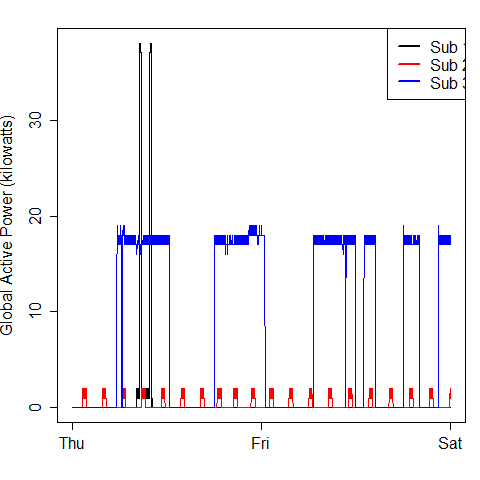 Sub 1
Sub 2
Sub 3
Global Active Power (kilowatts)
30
20
10
0
Thu Fri Sat